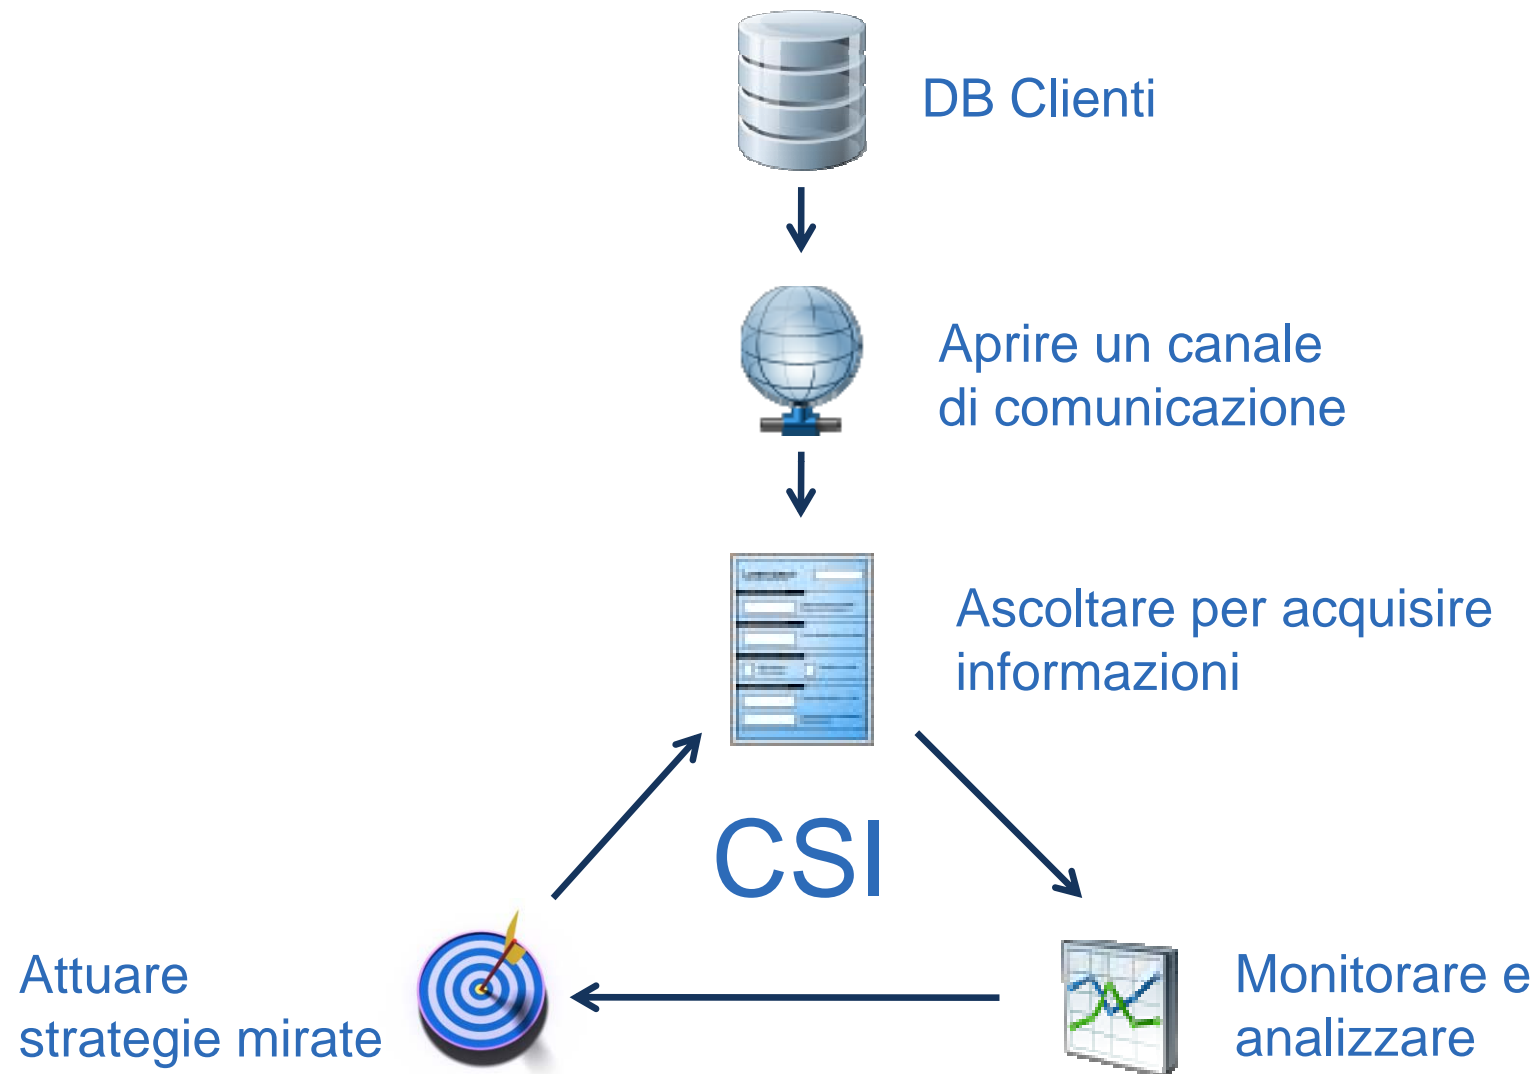 DB Clienti
Aprire un canale
di comunicazione
Ascoltare per acquisire
informazioni
CSI
Attuare
strategie mirate
Monitorare e
analizzare